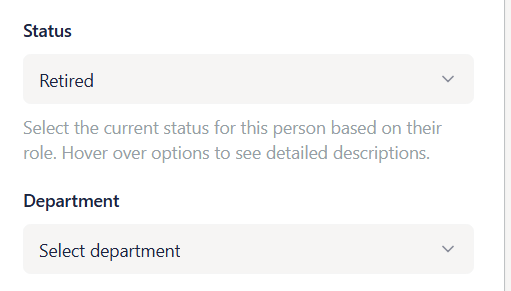 Status
Retired
Select the current status for this person based on their
role. Hover over options to see detailed descriptions.
Department
Select department